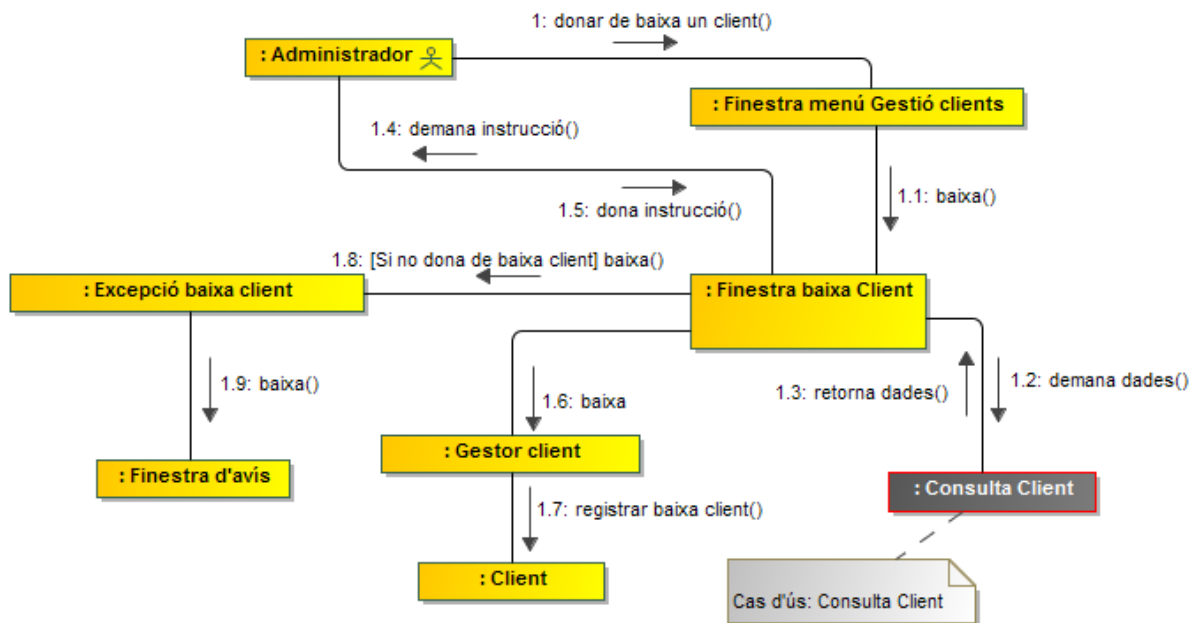 1: donar de baixa un client()
: Administrador
: Finestra menú Gestió clients
1.4: demana instrucció()
1.1: baixa()
1.5: dona instrucció()
1.8: [Si no dona de baixa client] baixa()
: Excepció baixa client
: Finestra baixa Client
1.9: baixa()
1.6: baixa
1.3: retorna dades()
1.2: demana dades()
: Gestor client
: Finestra d'avís
: Consulta Client
1.7: registrar baixa client()
: Client
Cas d'ús: Consulta Client